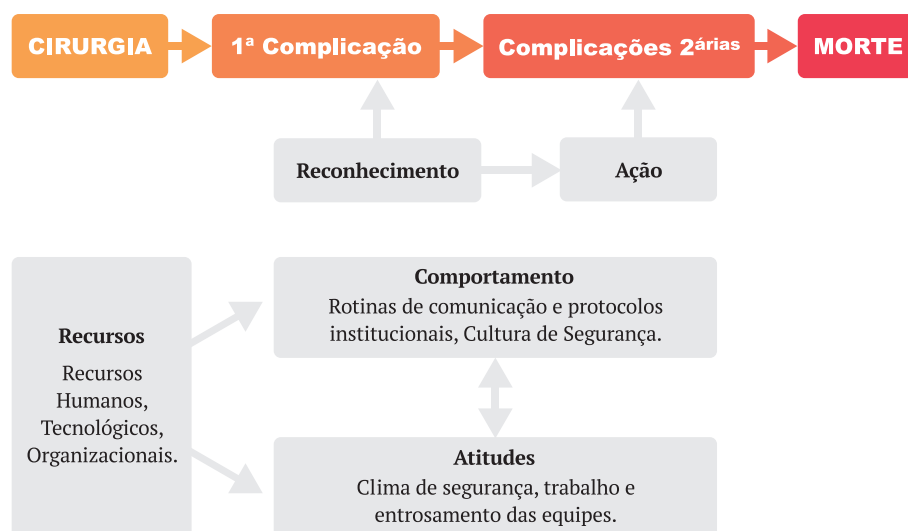 CIRURGIA
1ª Complicação
Complicações 2árias
MORTE
Reconhecimento
Ação
Recursos
Recursos
Humanos,
Tecnológicos,
Organizacionais.
Comportamento
Rotinas de comunicação e protocolos
institucionais, Cultura de Segurança.
Atitudes
Clima de segurança, trabalho e
entrosamento das equipes.